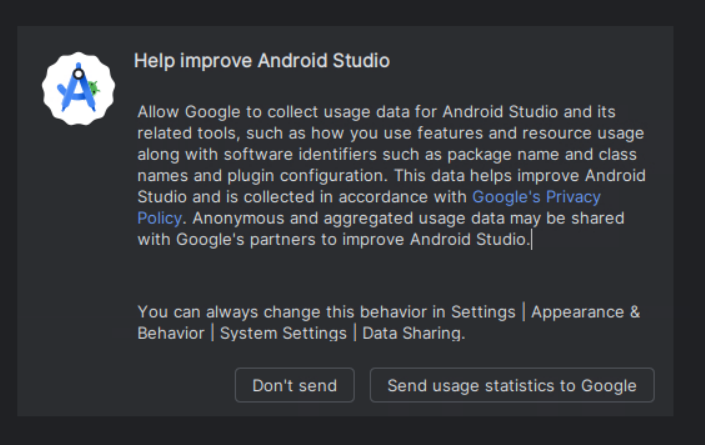 Help improve Android Studio
Allow Google to collect usage data for Android Studio and its
related tools, such as how you use features and resource usage
along with software identifiers such as package name and class
names and plugin configuration. This data helps improve Android
Studio and is collected in accordance with Google's Privacy
Policy. Anonymous and aggregated usage data may be shared
with Google's partners to improve Android Studio.
You can always change this behavior in Settings | Appearance &
Behavior | System Settings | Data Sharing.
Don't send
Send usage statistics to Google